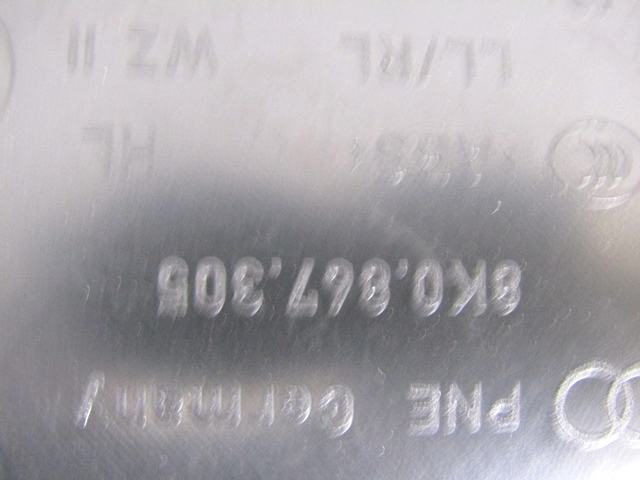 PNE Germany
8K0.867.305
HL
LL/RL WZ II